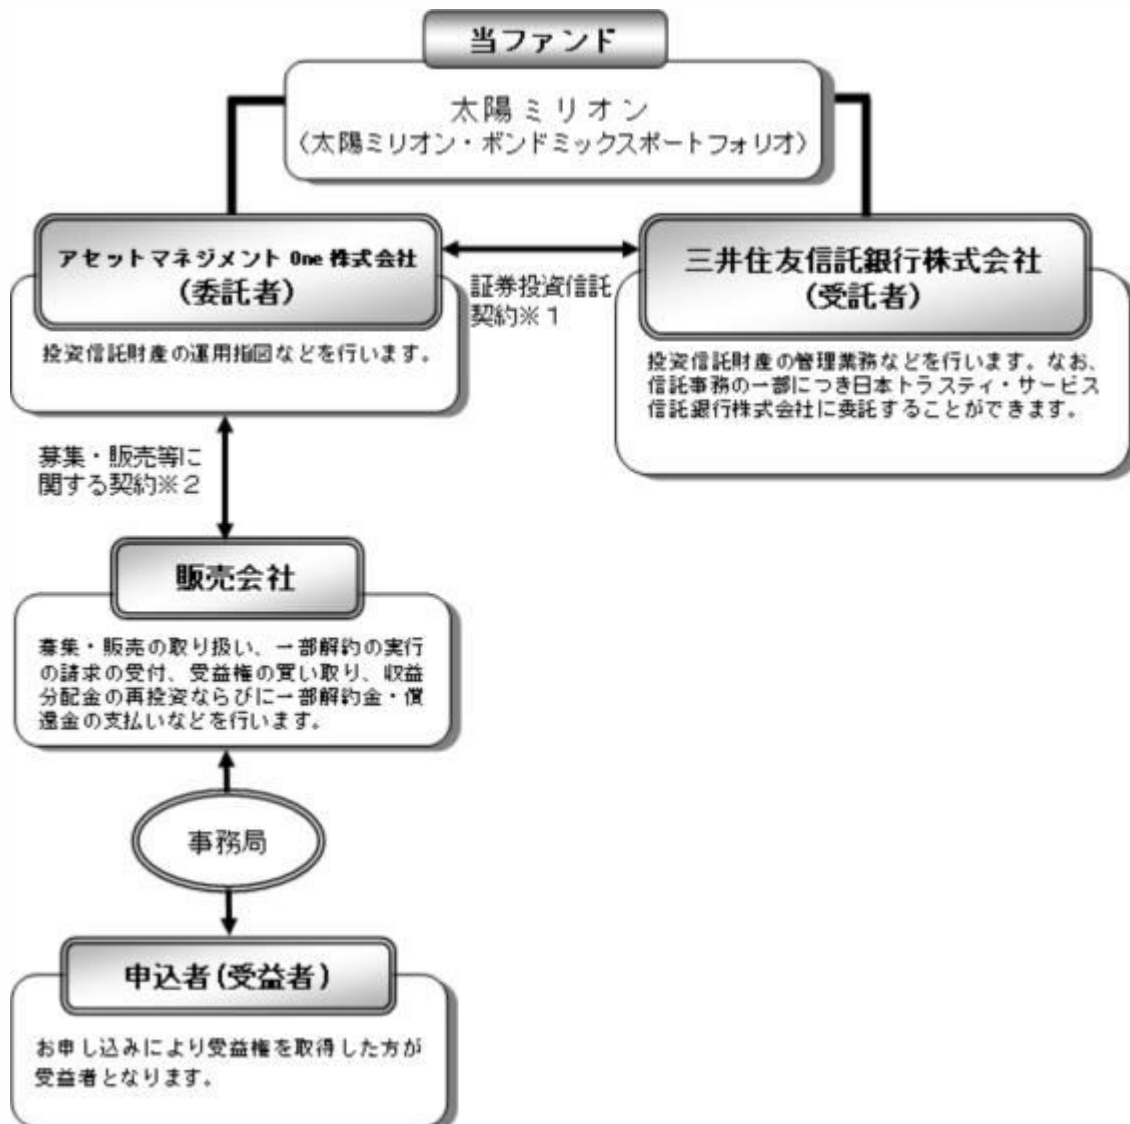 当ファンド
太陽ミリオン
〈太陽ミリオン・ボンドミックスポートフォリオ〉
アセットマネジメント One 株式会社
(委託者)
投資信託財産の運用指図などを行います。
証券投資信託
契約※1
三井住友信託銀行株式会社
(受託者)
投資信託財産の管理業務などを行います。なお、
信託事務の一部につき日本トラスティ・サービス
信託銀行株式会社に委託することができます。
募集・販売等に
関する契約※2
販売会社
募集・販売の取り扱い、一部解約の実行
の請求の受付、受益権の買い取り、収益
分配金の再投資ならびに一部解約金・償
還金の支払いなどを行います。
事務局
申込者(受益者)
お申し込みにより受益権を取得した方が
受益者となります。